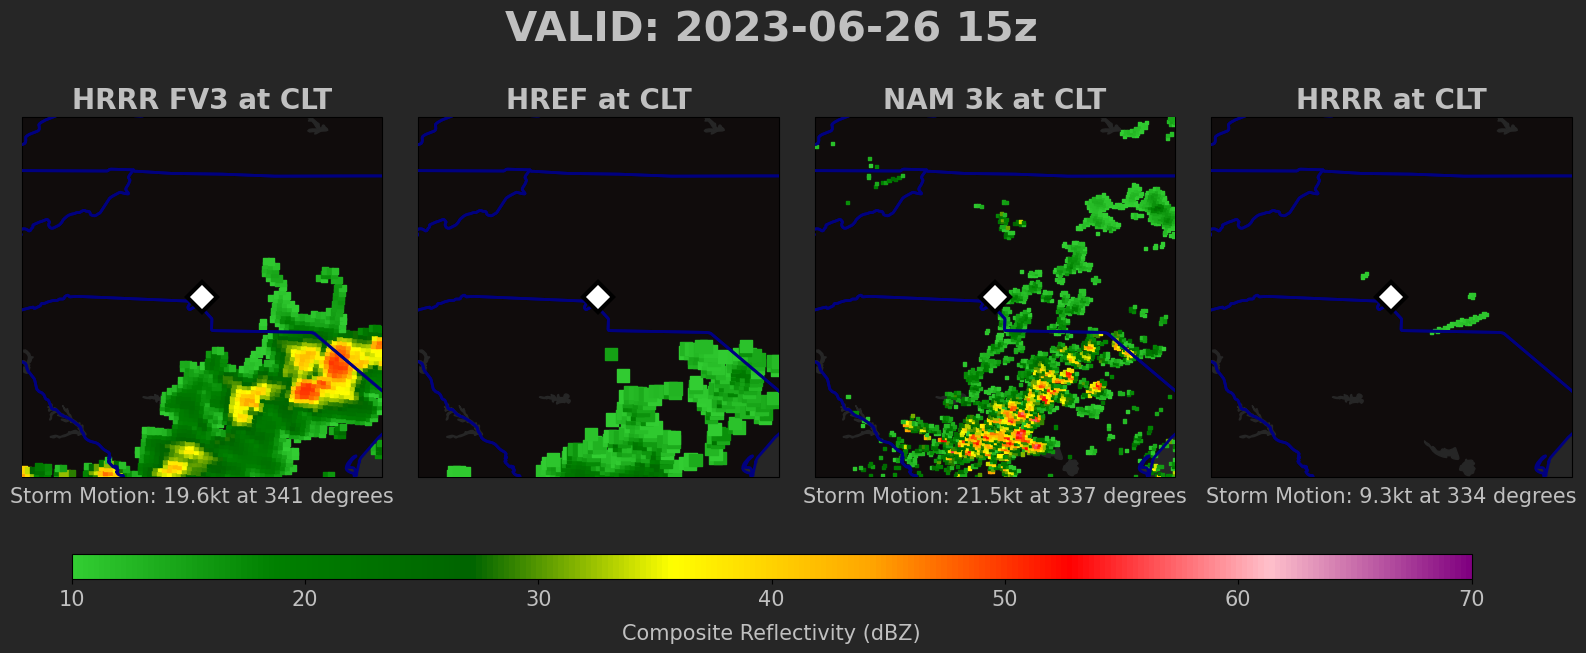 VALID: 2023-06-26 15z
HRRR FV3 at CLT
HREF at CLT
NAM 3k at CLT
HRRR at CLT
Storm Motion: 19.6kt at 341 degrees
Storm Motion: 21.5kt at 337 degrees
Storm Motion: 9.3kt at 334 degrees
10 20 30 40 50 60 70
Composite Reflectivity (dBZ)